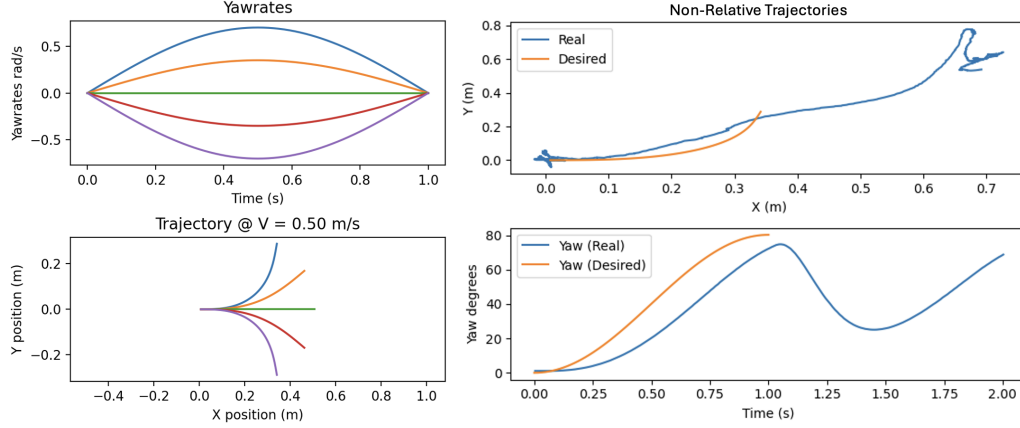 Yawrates
Yawrates rad/s
0.5
0.0
−0.5
0.0 0.2 0.4 0.6 0.8 1.0
Time (s)
Non-Relative Trajectories
Real
Desired
Y (m)
0.8
0.6
0.4
0.2
0.0
0.0 0.1 0.2 0.3 0.4 0.5 0.6 0.7
X (m)
Trajectory @ V = 0.50 m/s
Y position (m)
0.2
0.0
−0.2
−0.4 −0.2 0.0 0.2 0.4 0.6 0.8 1.0
X position (m)
Yaw (Real)
Yaw (Desired)
Yaw degrees
80
60
40
20
0
0.00 0.25 0.50 0.75 1.00 1.25 1.50 1.75 2.00
Time (s)